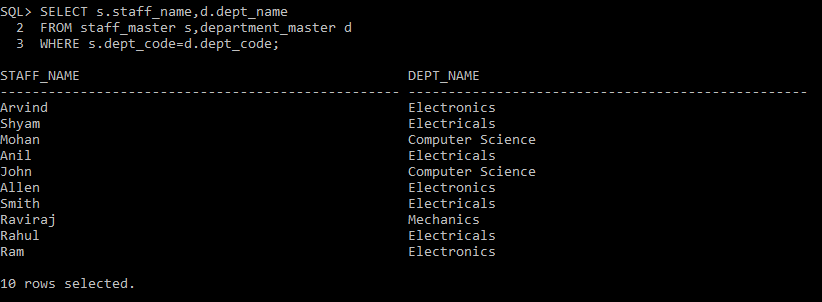 SQL> SELECT s.staff_name,d.dept_name
  2  FROM staff_master s,department_master d
  3  WHERE s.dept_code=d.dept_code;
STAFF_NAME                                         DEPT_NAME
-------------------------------------------------- --------------------------------------------------
Arvind                                             Electronics
Shyam                                              Electricals
Mohan                                              Computer Science
Anil                                               Electricals
John                                               Computer Science
Allen                                              Electronics
Smith                                              Electricals
Raviraj                                            Mechanics
Rahul                                              Electricals
Ram                                                Electronics
10 rows selected.